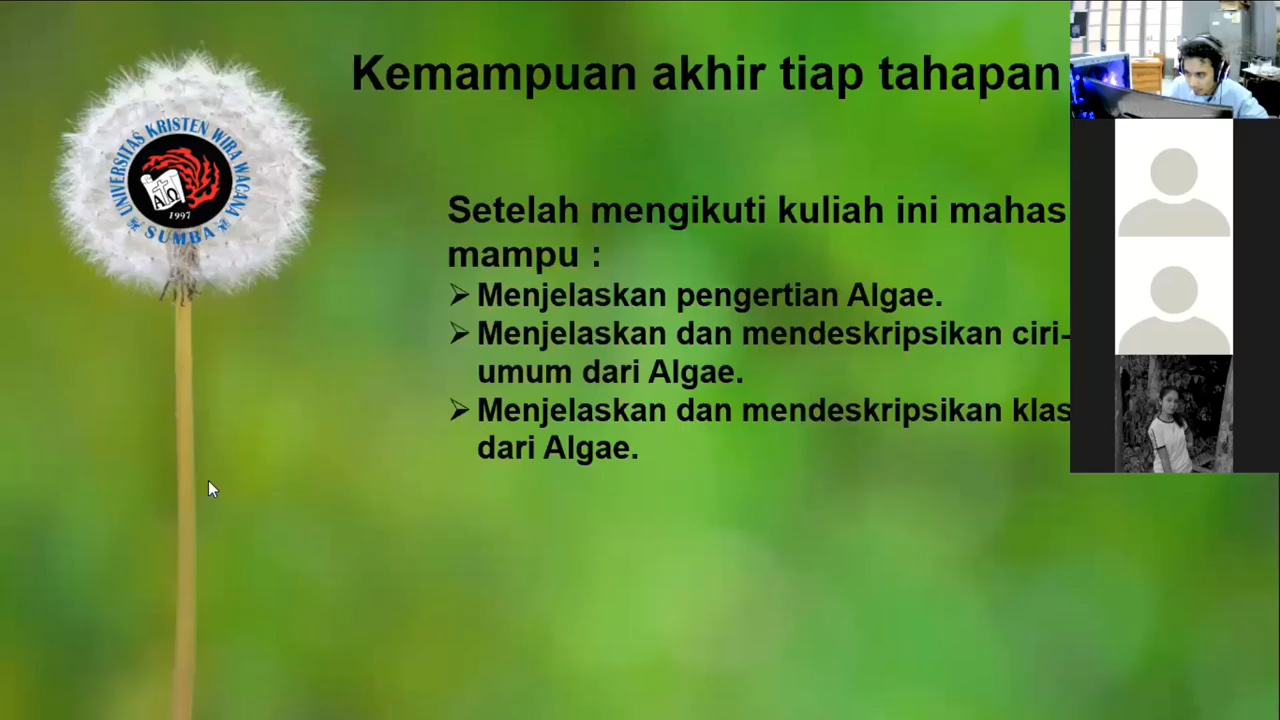 Kemampuan akhir tiap tahapan
UNIVERSITAS KRISTEN WIRA WACANA
ΑΩ
1997
SUMBA
Setelah mengikuti kuliah ini mahas
mampu :
Menjelaskan pengertian Algae.
Menjelaskan dan mendeskripsikan ciri-
umum dari Algae.
Menjelaskan dan mendeskripsikan klas
dari Algae.